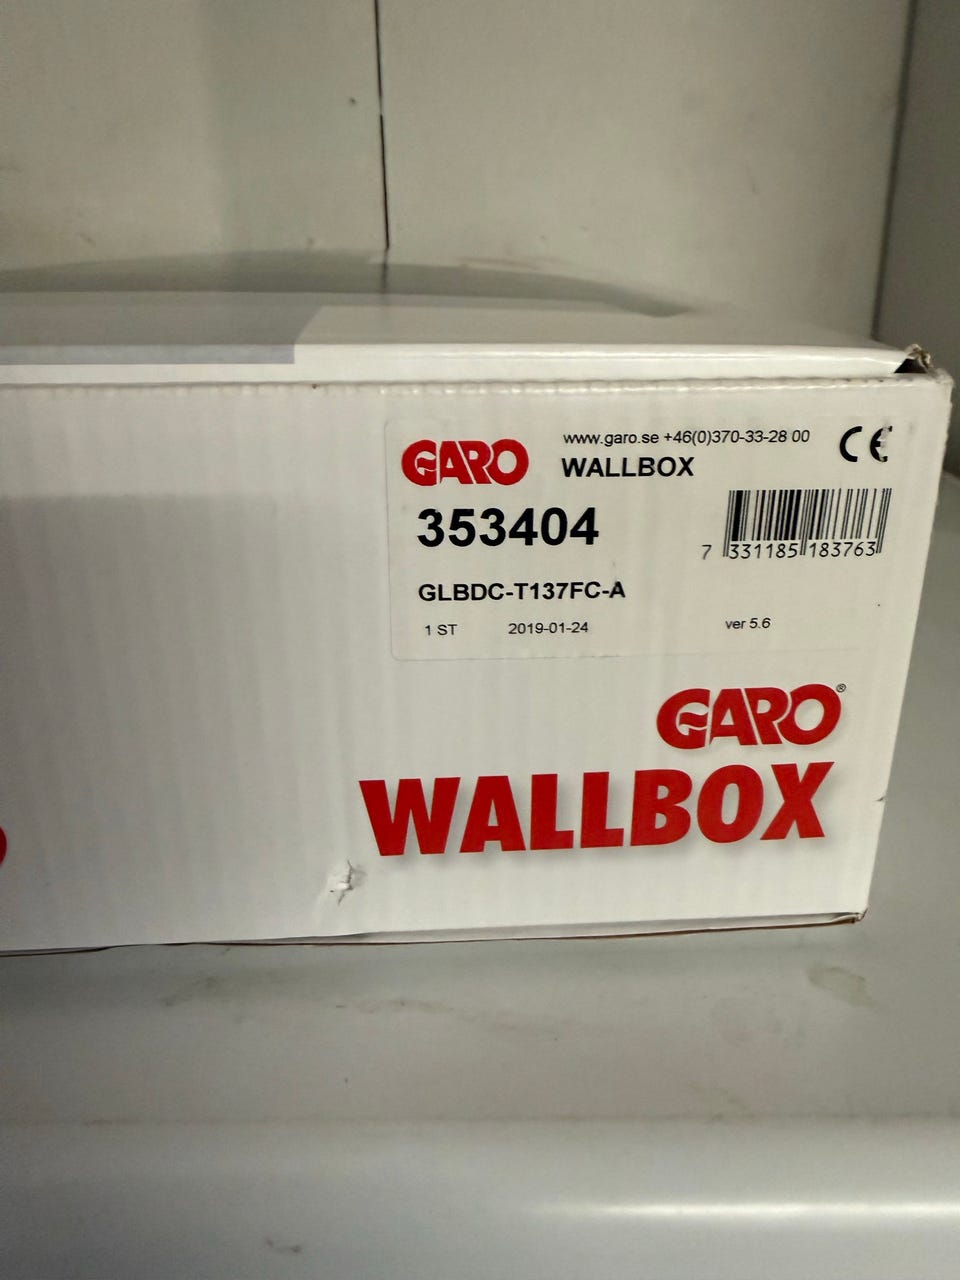 GARO
www.garo.se +46(0)370-33-28 00
WALLBOX
CE
353404
7 331185 183763
GLBDC-T137FC-A
1 ST 2019-01-24 ver 5.6
GARO®
WALLBOX